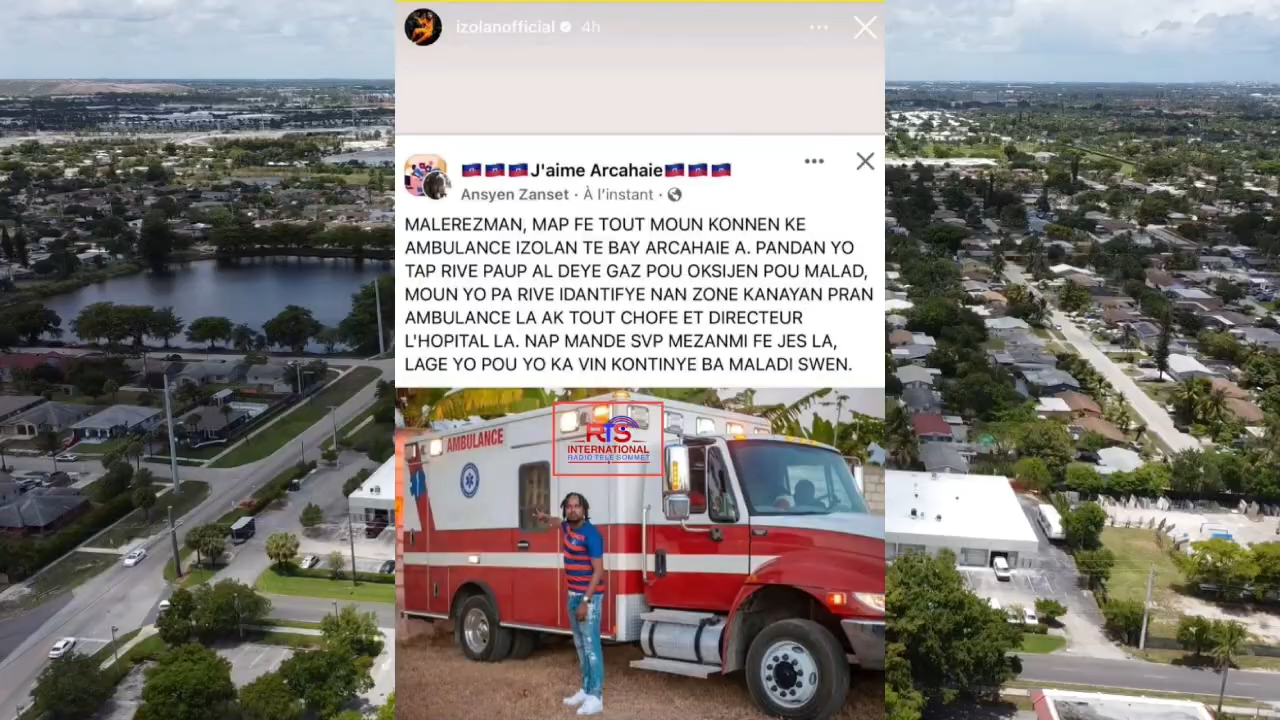 izolanofficial 4h
J'aime Arcahaie
Ansyen Zanset · À l'instant ·
MALEREZMAN, MAP FE TOUT MOUN KONNEN KE
AMBULANCE IZOLAN TE BAY ARCAHAIE A. PANDAN YO
TAP RIVE PAUP AL DEYE GAZ POU OKSIJEN POU MALAD,
MOUN YO PA RIVE IDANTIFYE NAN ZONE KANAYAN PRAN
AMBULANCE LA AK TOUT CHOFE ET DIRECTEUR
L'HOPITAL LA. NAP MANDE SVP MEZANMI FE JES LA,
LAGE YO POU YO KA VIN KONTINYE BA MALADI SWEN.
AMBULANCE
RTS
INTERNATIONAL
RADIO TELE SOMMET